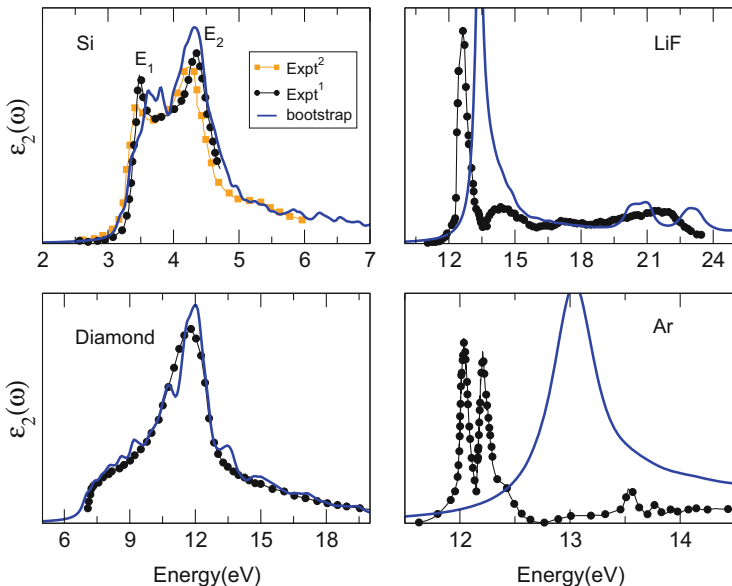 Si
E₁
E₂
Expt²
Expt¹
bootstrap
ε₂(ω)
2 3 4 5 6 7
LiF
12 15 18 21 24
Diamond
ε₂(ω)
6 9 12 15 18
Energy(eV)
Ar
12 13 14
Energy(eV)